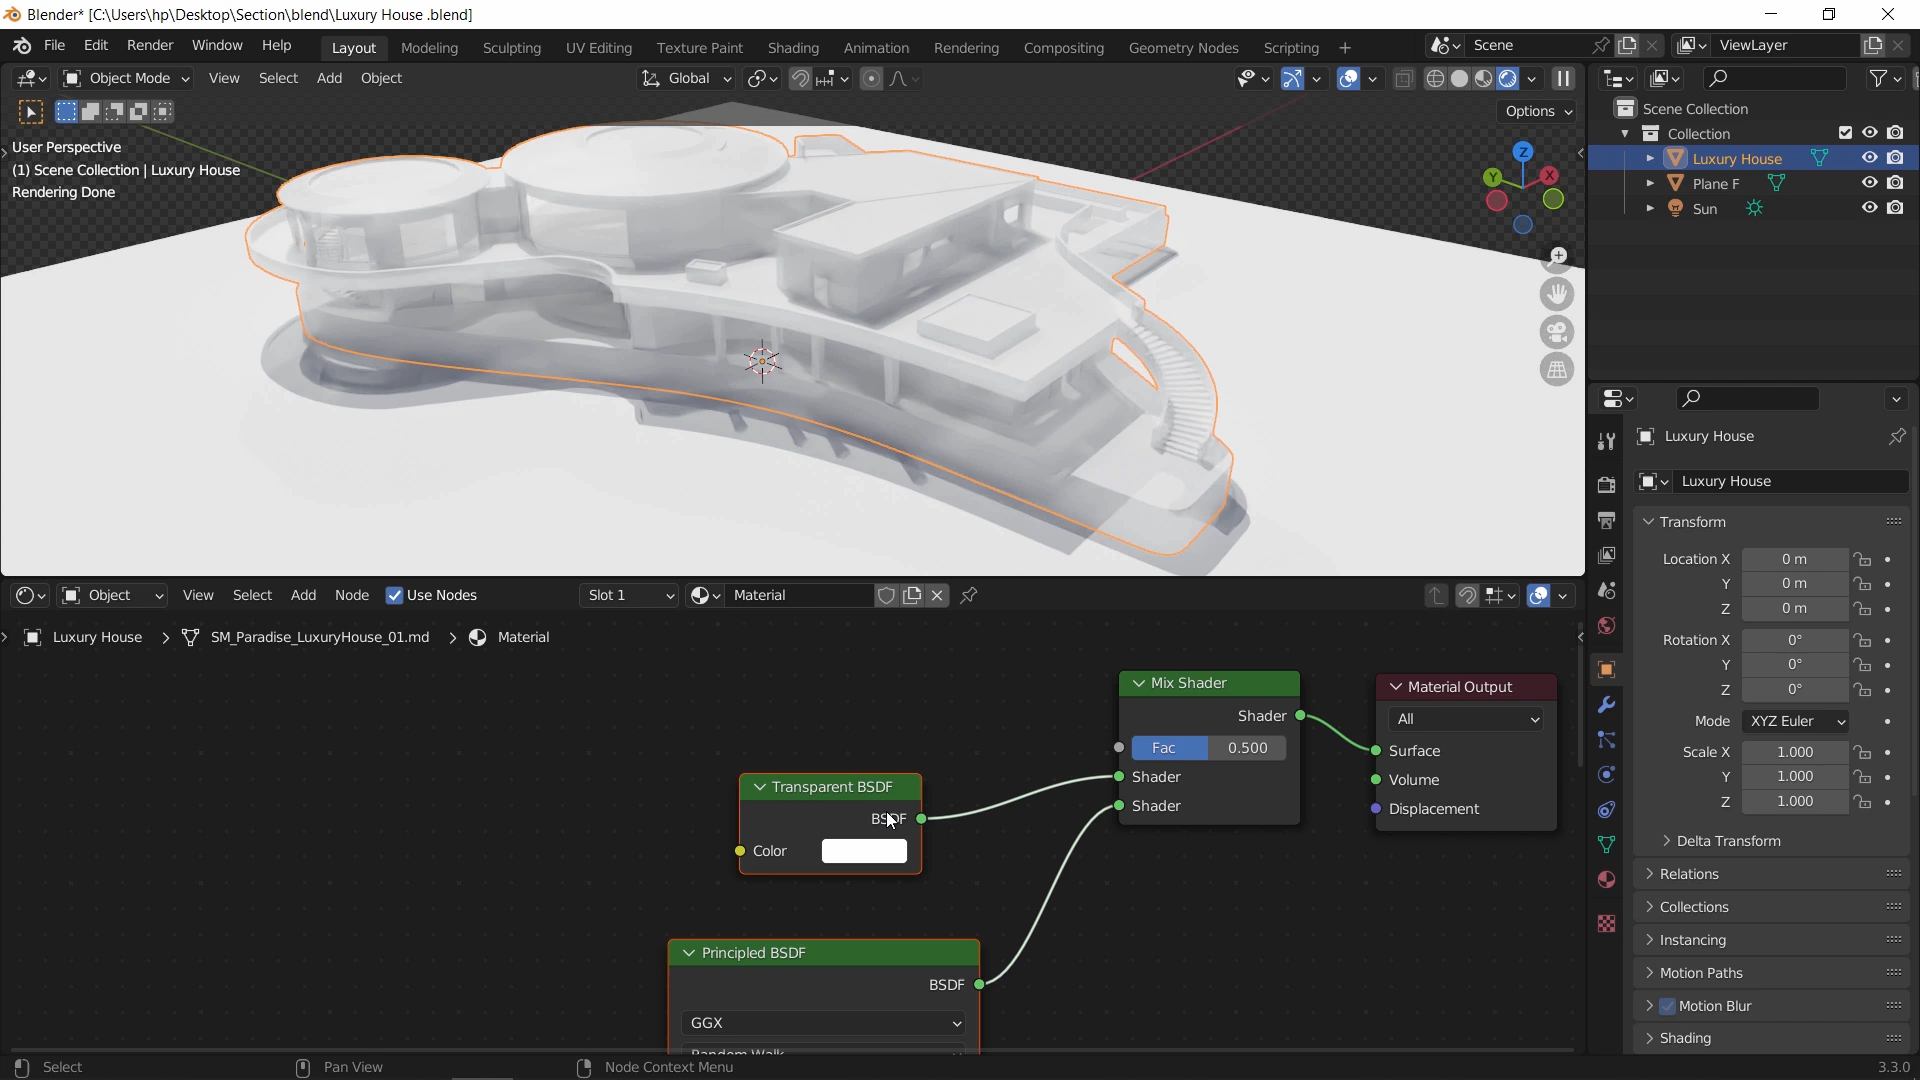 Blender* [C:\Users\hp\Desktop\Section\blend\Luxury House .blend]
File Edit Render Window Help Layout Modeling Sculpting UV Editing Texture Paint Shading Animation Rendering Compositing Geometry Nodes Scripting + Scene ViewLayer
Object Mode View Select Add Object Global
Options
User Perspective
(1) Scene Collection | Luxury House
Rendering Done
Z
Y X
Scene Collection
Collection
Luxury House
Plane F
Sun
Object View Select Add Node Use Nodes Slot 1 Material
Luxury House > SM_Paradise_LuxuryHouse_01.md > Material
Mix Shader
Shader
Fac 0.500
Shader
Shader
Material Output
All
Surface
Volume
Displacement
Transparent BSDF
BSDF
Color
Principled BSDF
BSDF
GGX
Random Walk
Luxury House
Luxury House
Transform
Location X 0 m
Y 0 m
Z 0 m
Rotation X 0°
Y 0°
Z 0°
Mode XYZ Euler
Scale X 1.000
Y 1.000
Z 1.000
Delta Transform
Relations
Collections
Instancing
Motion Paths
Motion Blur
Shading
Select Pan View Node Context Menu 3.3.0